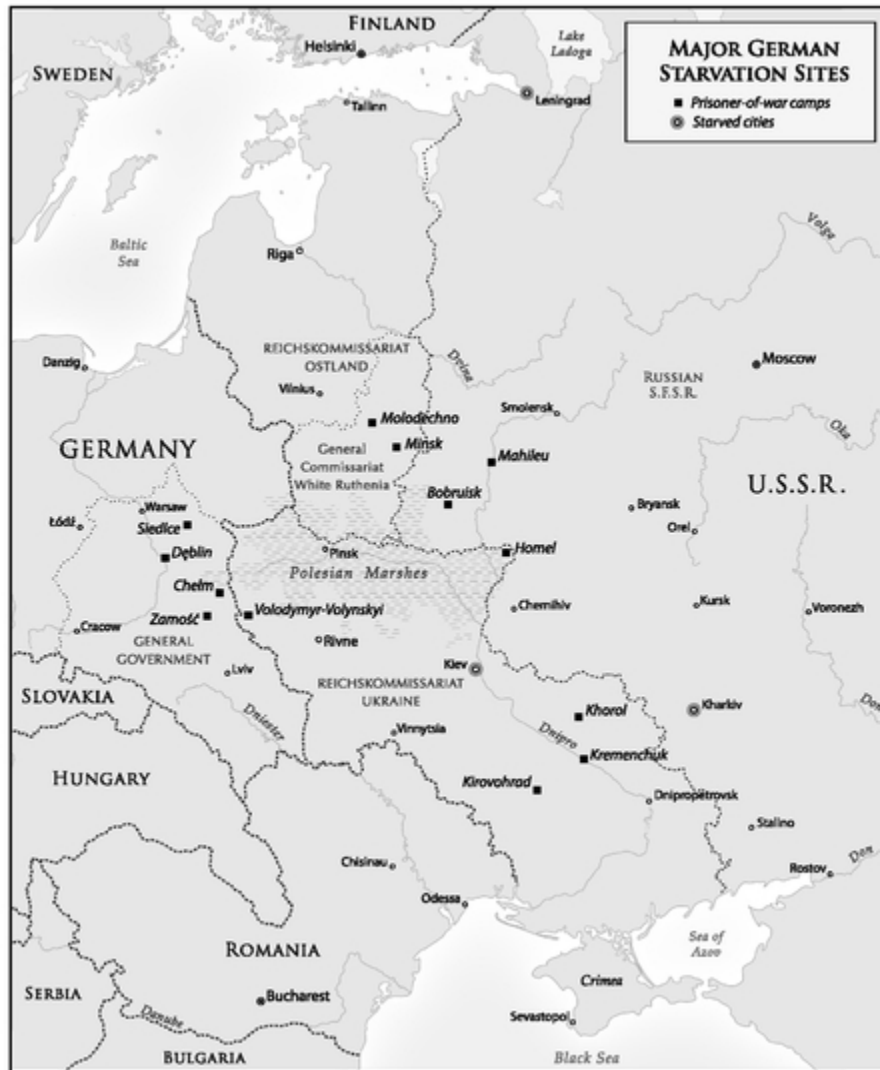 FINLAND
Helsinki
Lake
Ladoga
MAJOR GERMAN
STARVATION SITES
Prisoner-of-war camps
Starved cities
SWEDEN
Tallinn
Leningrad
Baltic
Sea
Riga
Volga
REICHSKOMMISSARIAT
OSTLAND
Danzig
Vilnius
Dvina
Moscow
RUSSIAN
S.F.S.R.
Smolensk
Oka
Molodechno
GERMANY
Minsk
General
Commissariat
White Ruthenia
Mahileu
U.S.S.R.
Bobruisk
Warsaw
Łódź
Siedlce
Bryansk
Orel
Dęblin
Pinsk
Homel
Polesian Marshes
Chełm
Zamość
Volodymyr-Volynskyi
Chernihiv
Kursk
Voronezh
Cracow
GENERAL
GOVERNMENT
Rivne
Lviv
Kiev
SLOVAKIA
REICHSKOMMISSARIAT
UKRAINE
Dniester
Khorol
Kharkiv
Don
Vinnytsia
Dnipro
Kremenchuk
HUNGARY
Kirovohrad
Dnipropetrovsk
Stalino
Chisinau
Rostov
Don
Odessa
ROMANIA
Sea of
Azov
SERBIA
Bucharest
Crimea
Danube
Sevastopol
BULGARIA
Black Sea